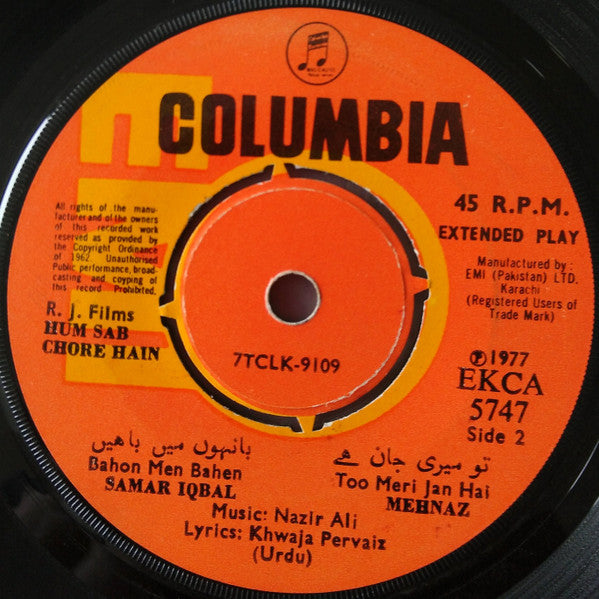 COLUMBIA
All rights of the manu-
facturer and of the owners
of this recorded work
reserved as provided by
the Copyright Ordinance
of 1962. Unauthorised
Public performance, broad-
casting and coyping of
this record Prohibited.
45 R.P.M.
EXTENDED PLAY
Manufactured by:
EMI (Pakistan) LTD.
Karachi
(Registered Users of
Trade Mark)
R. J. Films
HUM SAB
CHORE HAIN
7TCLK-9109
℗1977
EKCA
5747
Side 2
بانہوں میں باھیں
Bahon Men Bahen
SAMAR IQBAL
تو میری جان ھے
Too Meri Jan Hai
MEHNAZ
Music: Nazir Ali
Lyrics: Khwaja Pervaiz
(Urdu)